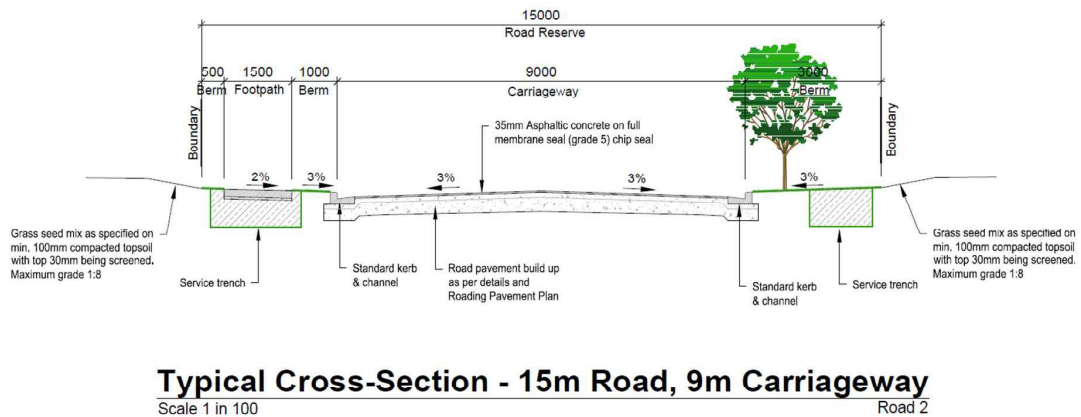 15000
Road Reserve
500 1500 1000 9000 3000
Berm Footpath Berm Carriageway Berm
Boundary
Boundary
35mm Asphaltic concrete on full
membrane seal (grade 5) chip seal
2% 3% 3% 3% 3%
Grass seed mix as specified on
min, 100mm compacted topsoil
with top 30mm being screened.
Maximum grade 1:8
Service trench
Standard kerb
& channel
Road pavement build up
as per details and
Roading Pavement Plan
Standard kerb
& channel
Service trench
Grass seed mix as specified on
min, 100mm compacted topsoil
with top 30mm being screened.
Maximum grade 1:8
Typical Cross-Section - 15m Road, 9m Carriageway
Scale 1 in 100 Road 2